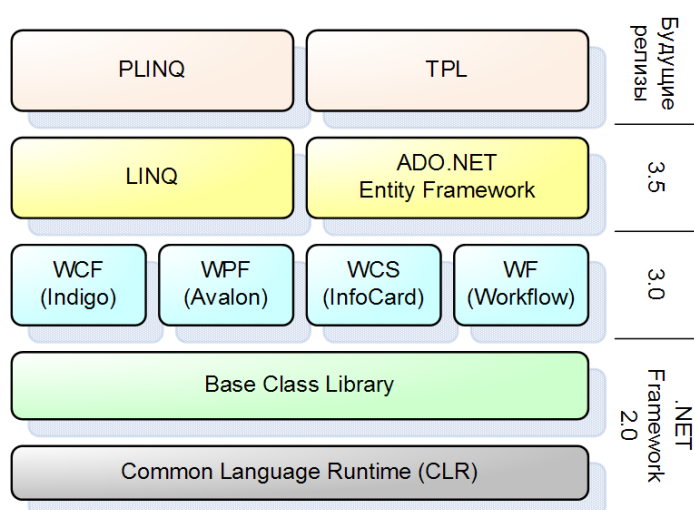 PLINQ
TPL
Будущие
релизы
LINQ
ADO.NET
Entity Framework
3.5
WCF
(Indigo)
WPF
(Avalon)
WCS
(InfoCard)
WF
(Workflow)
3.0
Base Class Library
Common Language Runtime (CLR)
.NET
Framework
2.0